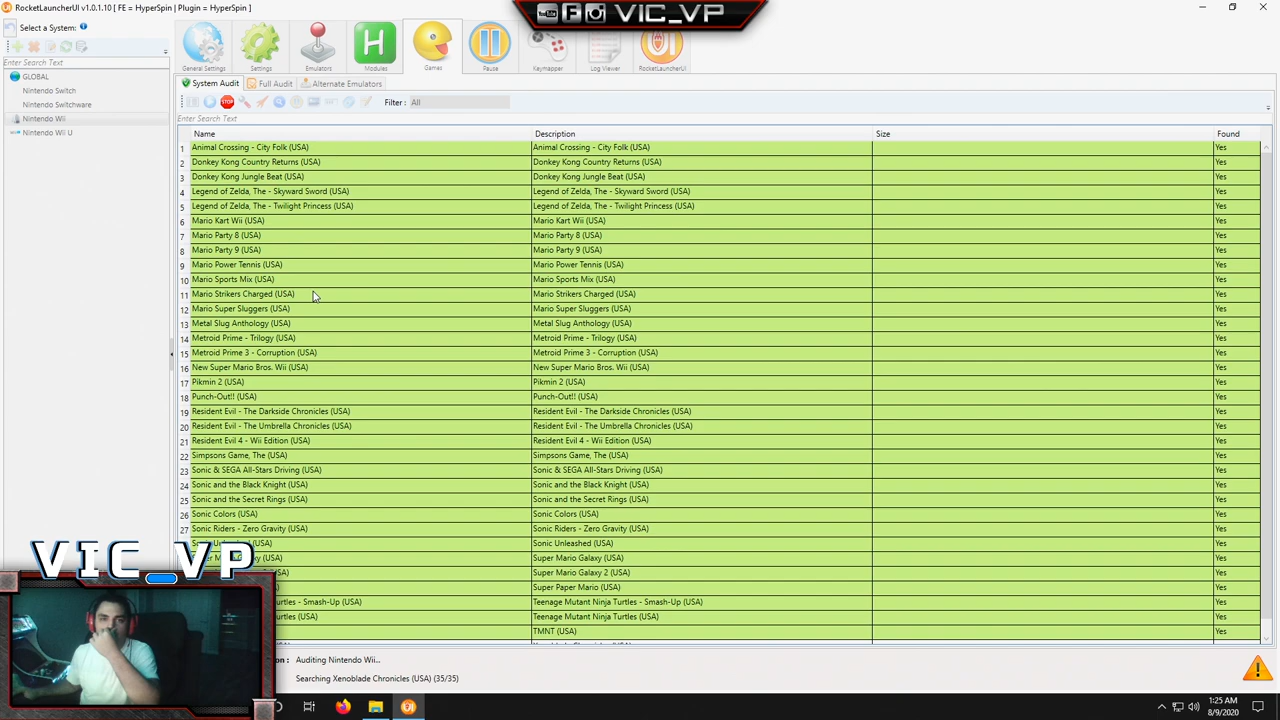 RocketLauncherUI v1.0.1.10 [ FE = HyperSpin | Plugin = HyperSpin ]
VIC_VP
Select a System:
Enter Search Text
GLOBAL
Nintendo Switch
Nintendo Switchware
Nintendo Wii
Nintendo Wii U
General Settings
Settings
Emulators
Modules
Games
Pause
Keymapper
Log Viewer
RocketLauncherUI
System Audit
Full Audit
Alternate Emulators
STOP
Filter : All
Enter Search Text
Name Description Size Found
1 Animal Crossing - City Folk (USA) Animal Crossing - City Folk (USA) Yes
2 Donkey Kong Country Returns (USA) Donkey Kong Country Returns (USA) Yes
3 Donkey Kong Jungle Beat (USA) Donkey Kong Jungle Beat (USA) Yes
4 Legend of Zelda, The - Skyward Sword (USA) Legend of Zelda, The - Skyward Sword (USA) Yes
5 Legend of Zelda, The - Twilight Princess (USA) Legend of Zelda, The - Twilight Princess (USA) Yes
6 Mario Kart Wii (USA) Mario Kart Wii (USA) Yes
7 Mario Party 8 (USA) Mario Party 8 (USA) Yes
8 Mario Party 9 (USA) Mario Party 9 (USA) Yes
9 Mario Power Tennis (USA) Mario Power Tennis (USA) Yes
10 Mario Sports Mix (USA) Mario Sports Mix (USA) Yes
11 Mario Strikers Charged (USA) Mario Strikers Charged (USA) Yes
12 Mario Super Sluggers (USA) Mario Super Sluggers (USA) Yes
13 Metal Slug Anthology (USA) Metal Slug Anthology (USA) Yes
14 Metroid Prime - Trilogy (USA) Metroid Prime - Trilogy (USA) Yes
15 Metroid Prime 3 - Corruption (USA) Metroid Prime 3 - Corruption (USA) Yes
16 New Super Mario Bros. Wii (USA) New Super Mario Bros. Wii (USA) Yes
17 Pikmin 2 (USA) Pikmin 2 (USA) Yes
18 Punch-Out!! (USA) Punch-Out!! (USA) Yes
19 Resident Evil - The Darkside Chronicles (USA) Resident Evil - The Darkside Chronicles (USA) Yes
20 Resident Evil - The Umbrella Chronicles (USA) Resident Evil - The Umbrella Chronicles (USA) Yes
21 Resident Evil 4 - Wii Edition (USA) Resident Evil 4 - Wii Edition (USA) Yes
22 Simpsons Game, The (USA) Simpsons Game, The (USA) Yes
23 Sonic & SEGA All-Stars Driving (USA) Sonic & SEGA All-Stars Driving (USA) Yes
24 Sonic and the Black Knight (USA) Sonic and the Black Knight (USA) Yes
25 Sonic and the Secret Rings (USA) Sonic and the Secret Rings (USA) Yes
26 Sonic Colors (USA) Sonic Colors (USA) Yes
27 Sonic Riders - Zero Gravity (USA) Sonic Riders - Zero Gravity (USA) Yes
(USA) Sonic Unleashed (USA) Yes
(USA) Super Mario Galaxy (USA) Yes
(USA) Super Mario Galaxy 2 (USA) Yes
(USA) Super Paper Mario (USA) Yes
Turtles - Smash-Up (USA) Teenage Mutant Ninja Turtles - Smash-Up (USA) Yes
Turtles (USA) Teenage Mutant Ninja Turtles (USA) Yes
TMNT (USA) Yes
VIC_VP
Auditing Nintendo Wii..
Searching Xenoblade Chronicles (USA) (35/35)
1:25 AM
8/9/2020